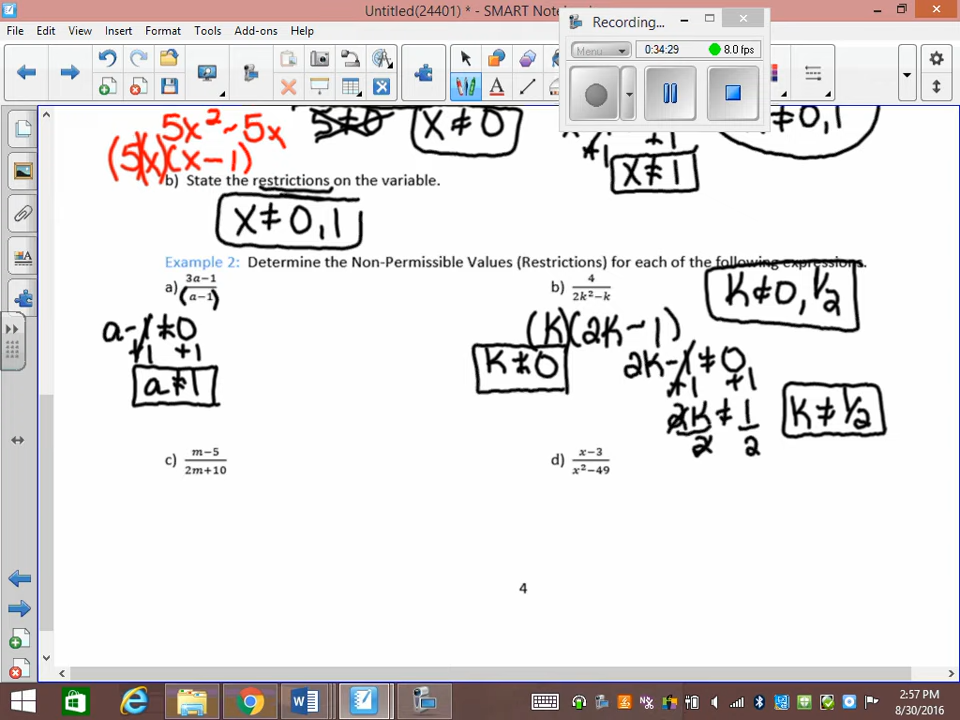 Untitled(24401) * - SMART Notebook
Recording...
File Edit View Insert Format Tools Add-ons Help
Menu
0:34:29
8.0 fps
5x² - 5x
5≠0
x ≠ 0
≠ 0,1
(5x)(x-1)
+1 +1
x ≠ 1
b) State the restrictions on the variable.
x ≠ 0,1
Example 2: Determine the Non-Permissible Values (Restrictions) for each of the following expressions.
a) 3a−1/(a−1)
b) 4/2k²−k
k ≠ 0, 1/2
a-1≠0
+1 +1
a≠1
(k)(2k-1)
k≠0
2k-1≠0
+1 +1
2k/2 ≠ 1/2
k ≠ 1/2
c) m−5/2m+10
d) x−3/x²−49
4
2:57 PM
8/30/2016